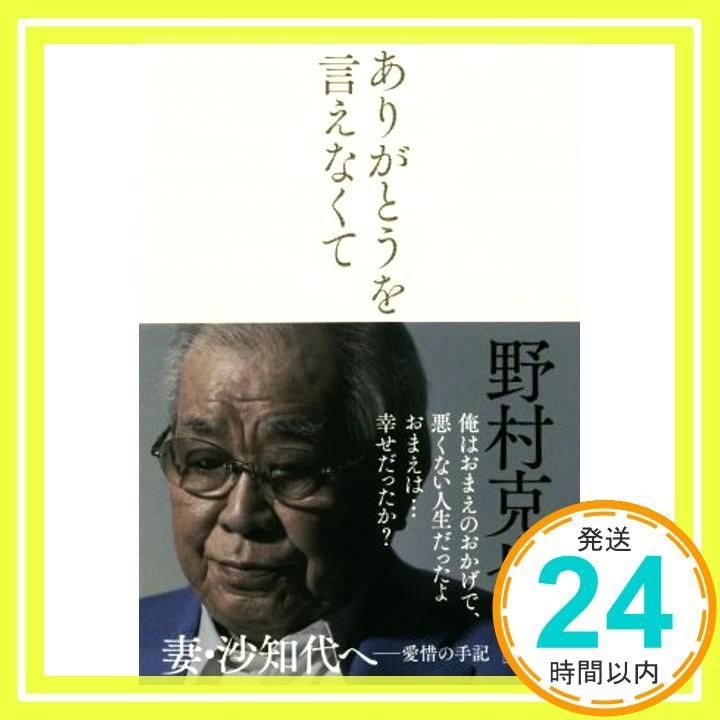 ありがとうを
言えなくて
野村克
俺はおまえのおかげで、
悪くない人生だったよ
おまえは…
幸せだったか?
妻・沙知代へ──愛惜の手記
発送
24
時間以内